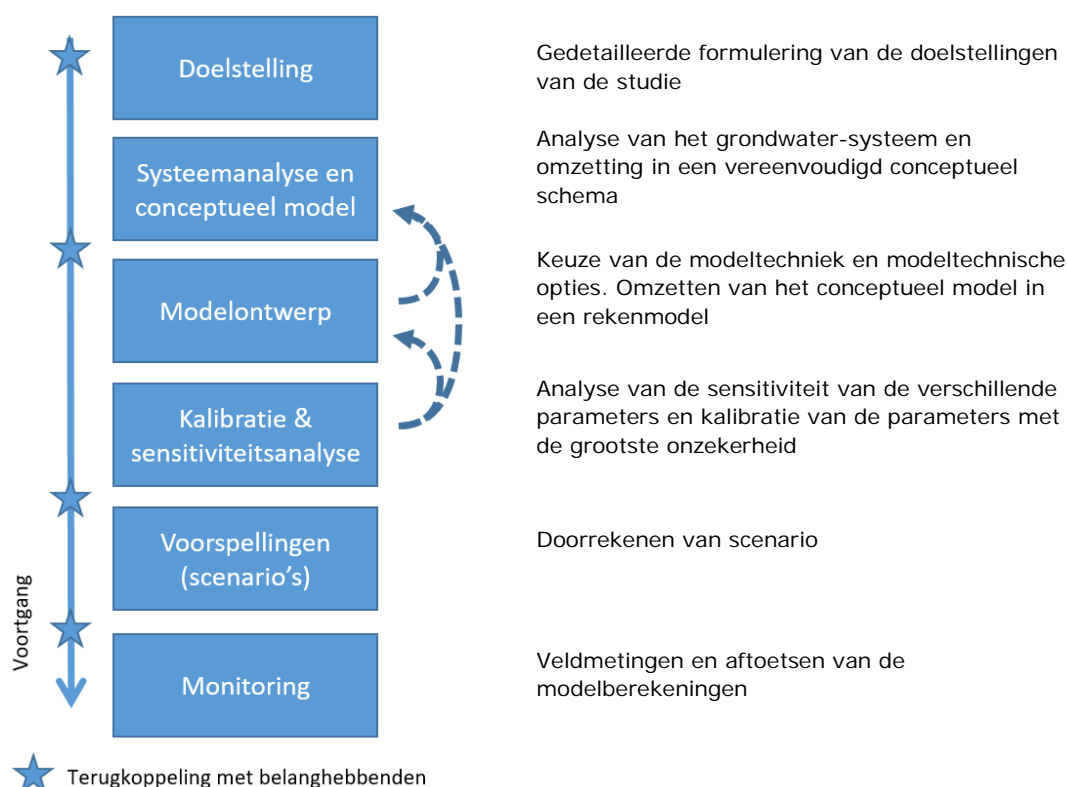 Doelstelling
Gedetailleerde formulering van de doelstellingen
van de studie
Systeemanalyse en
conceptueel model
Analyse van het grondwater-systeem en
omzetting in een vereenvoudigd conceptueel
schema
Modelontwerp
Keuze van de modeltechniek en modeltechnische
opties. Omzetten van het conceptueel model in
een rekenmodel
Kalibratie &
sensitiviteitsanalyse
Analyse van de sensitiviteit van de verschillende
parameters en kalibratie van de parameters met
de grootste onzekerheid
Voorspellingen
(scenario's)
Doorrekenen van scenario
Monitoring
Veldmetingen en aftoetsen van de
modelberekeningen
Voortgang
Terugkoppeling met belanghebbenden